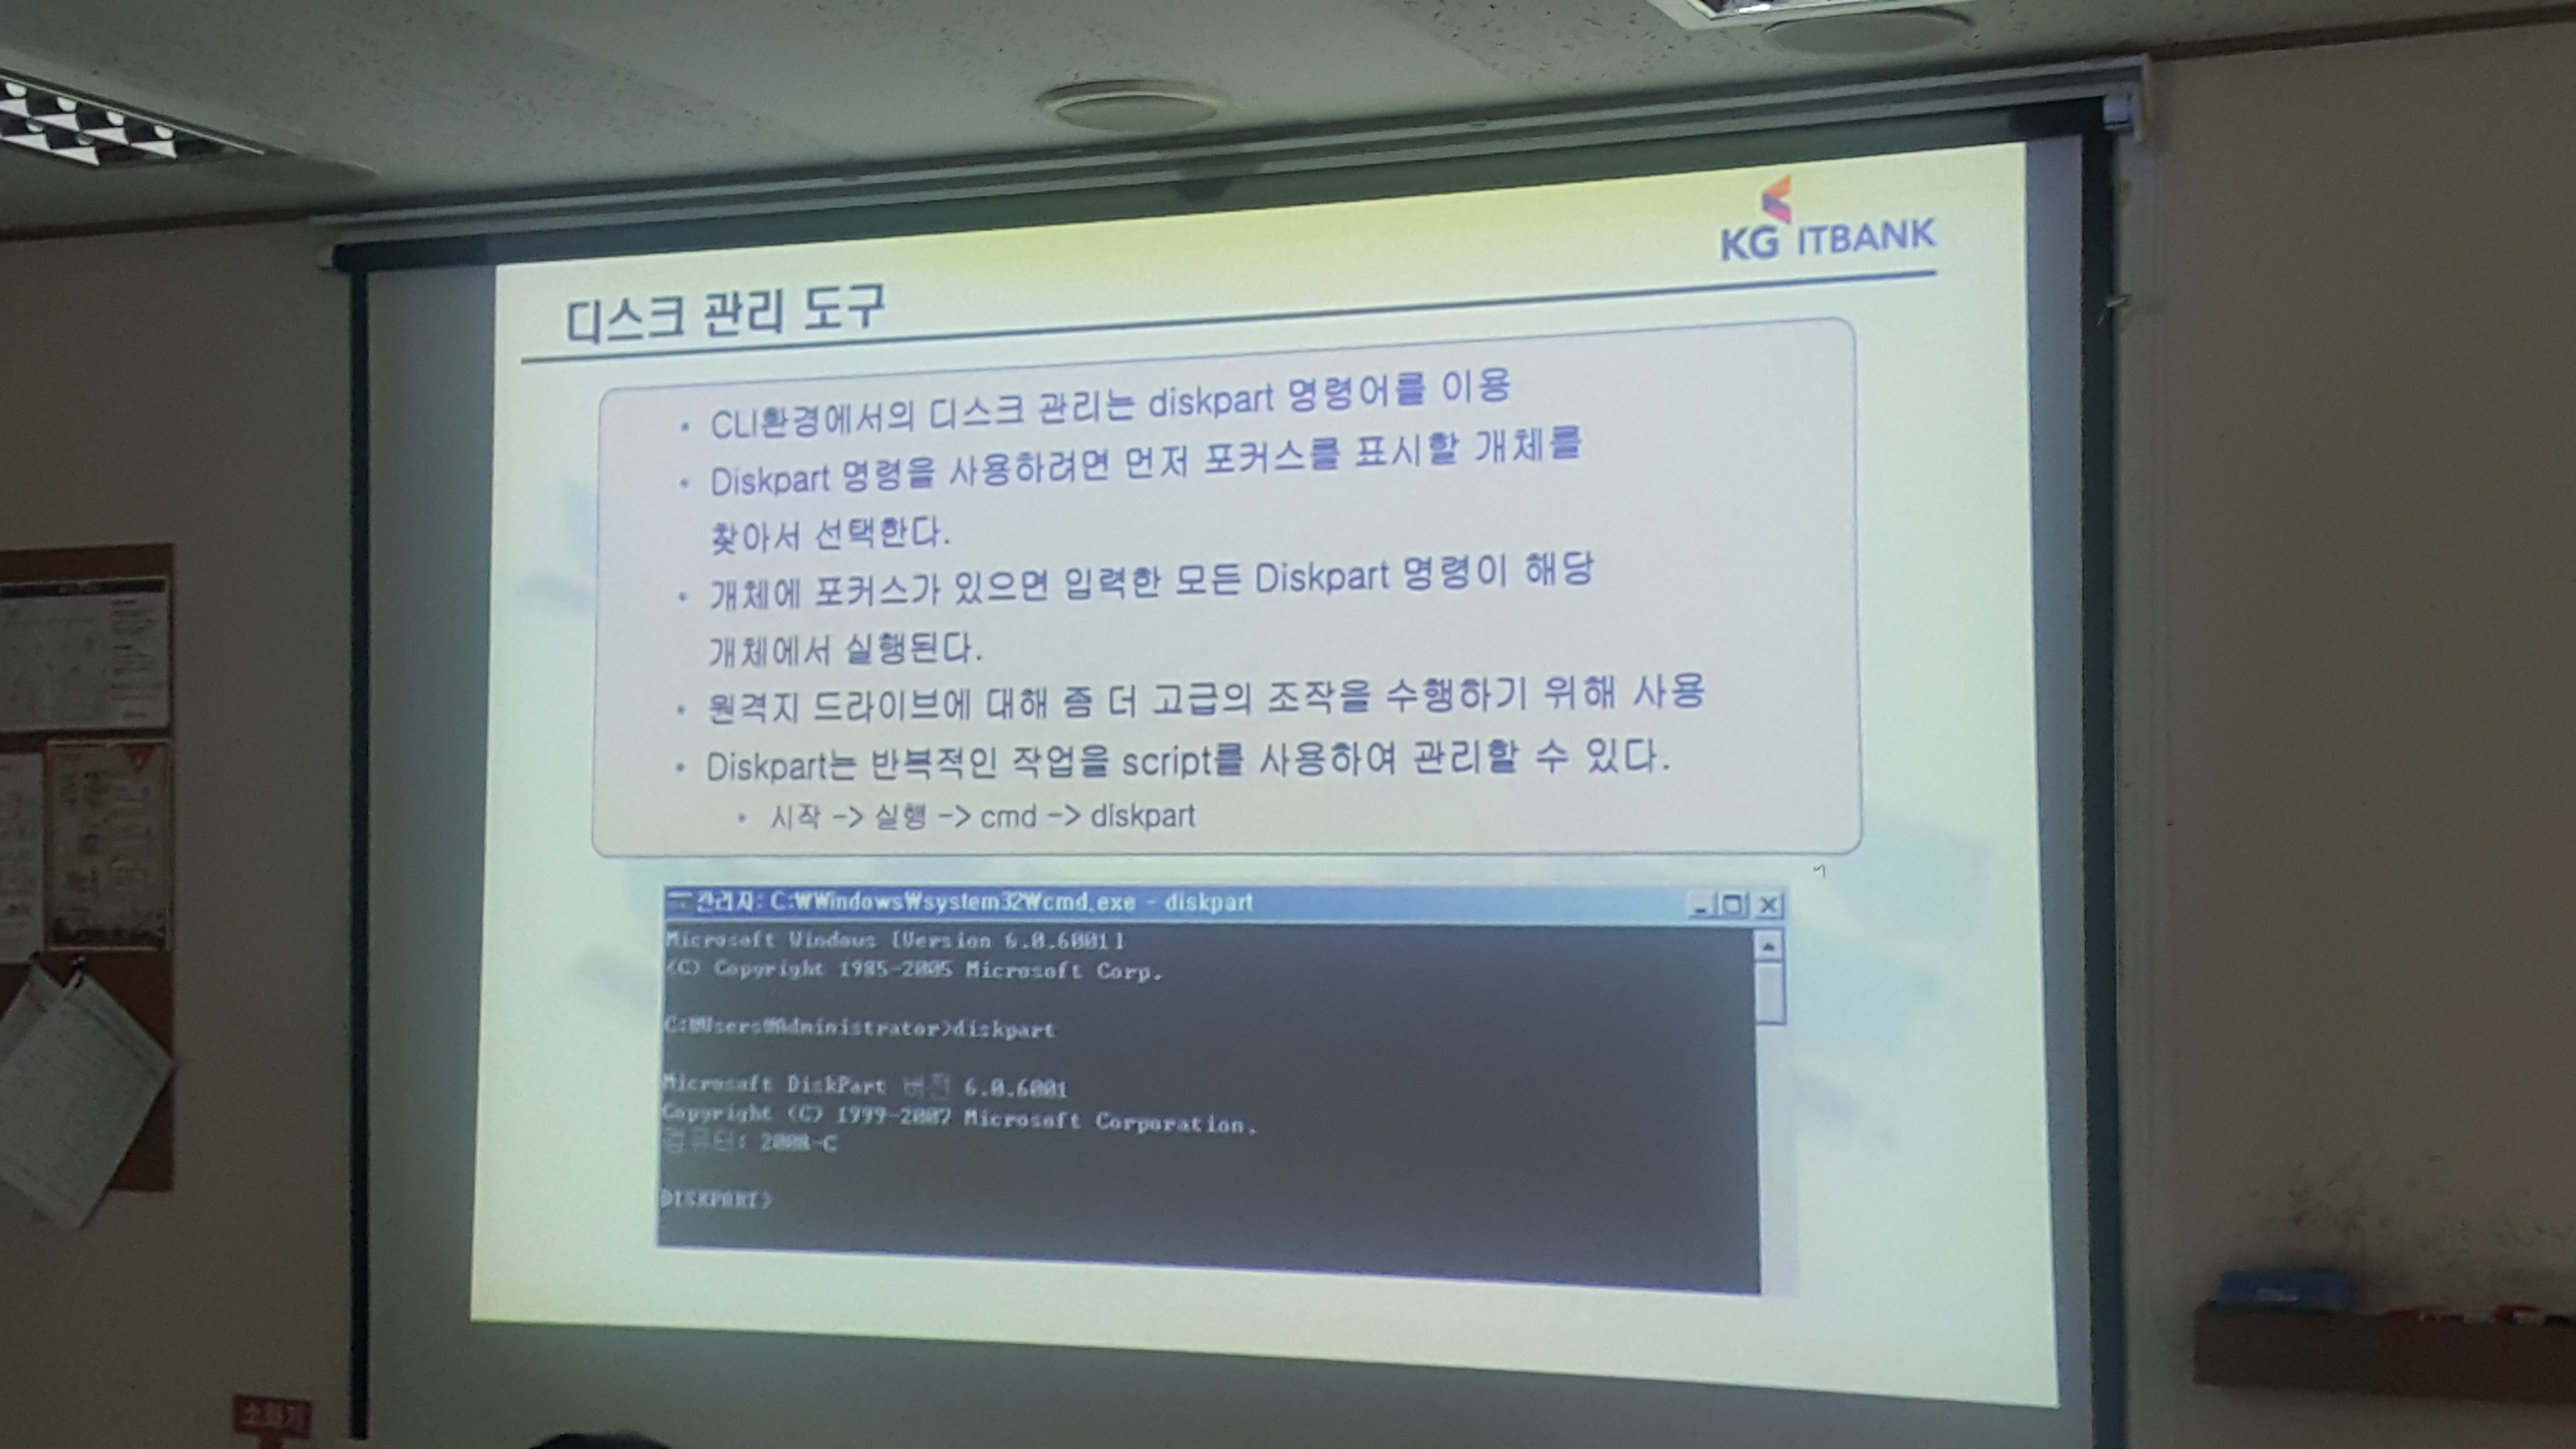 KG ITBANK
디스크 관리 도구
• CLI환경에서의 디스크 관리는 diskpart 명령어를 이용
• Diskpart 명령을 사용하려면 먼저 포커스를 표시할 개체를
찾아서 선택한다.
• 개체에 포커스가 있으면 입력한 모든 Diskpart 명령이 해당
개체에서 실행된다.
• 원격지 드라이브에 대해 좀 더 고급의 조작을 수행하기 위해 사용
• Diskpart는 반복적인 작업을 script를 사용하여 관리할 수 있다.
• 시작 -> 실행 -> cmd -> diskpart
관리자: C:₩Windows₩system32₩cmd.exe - diskpart
Microsoft Windows [Version 6.0.6001]
(C) Copyright 1985-2005 Microsoft Corp.
C:₩Users₩Administrator>diskpart
Microsoft DiskPart 버전 6.0.6001
Copyright (C) 1999-2007 Microsoft Corporation.
컴퓨터: 2008-C
DISKPART>
소화기